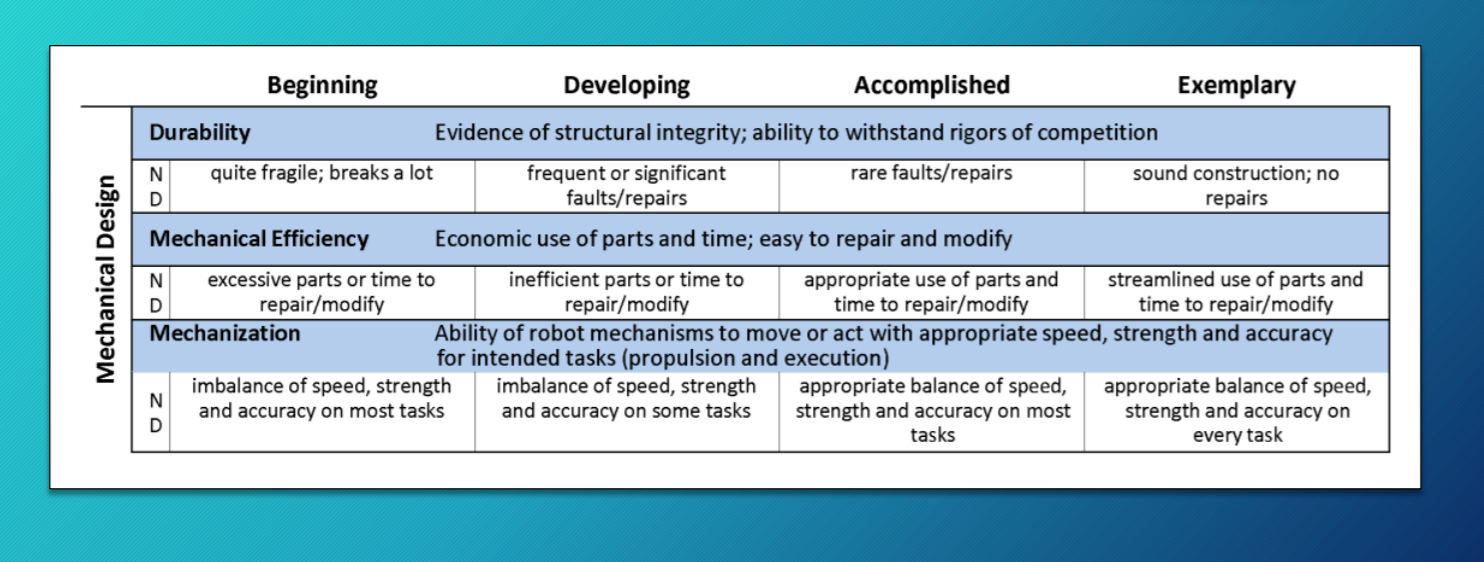 Beginning Developing Accomplished Exemplary
Mechanical Design
Durability Evidence of structural integrity; ability to withstand rigors of competition
N quite fragile; breaks a lot frequent or significant rare faults/repairs sound construction; no
D faults/repairs repairs
Mechanical Efficiency Economic use of parts and time; easy to repair and modify
N excessive parts or time to inefficient parts or time to appropriate use of parts and streamlined use of parts and
D repair/modify repair/modify time to repair/modify time to repair/modify
Mechanization Ability of robot mechanisms to move or act with appropriate speed, strength and accuracy
for intended tasks (propulsion and execution)
imbalance of speed, strength imbalance of speed, strength appropriate balance of speed, appropriate balance of speed,
N and accuracy on most tasks and accuracy on some tasks strength and accuracy on most strength and accuracy on
D tasks every task